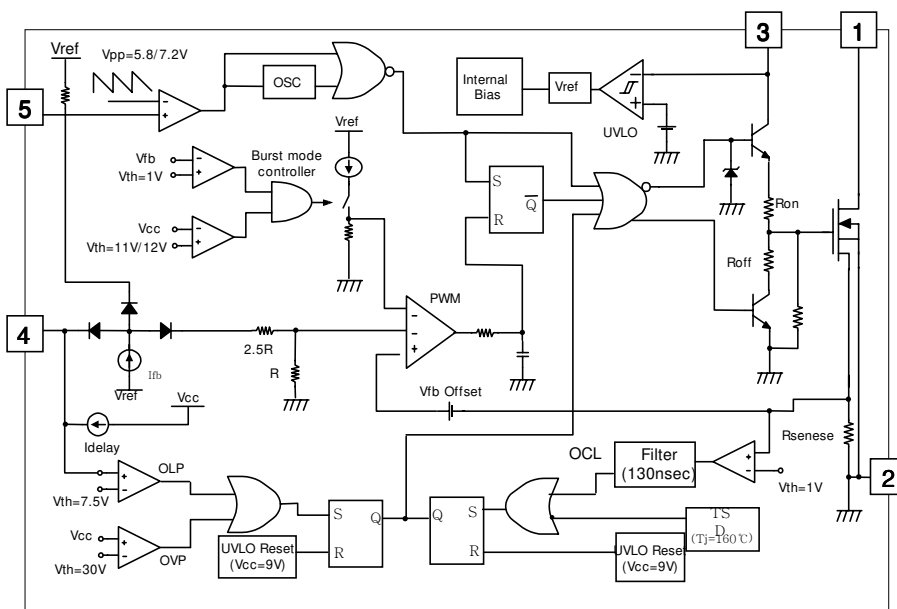 3
1
Vref
Vpp=5.8/7.2V
OSC
Internal
Bias
Vref
UVLO
5
Vref
Vfb
Vth=1V
Burst mode
controller
Vcc
Vth=11V/12V
S
Q
R
Ron
Roff
4
PWM
2.5R
R
Ifb
Vref
Vcc
Vfb Offset
Idelay
Rsenese
OCL
Filter
(130nsec)
Vth=1V
2
OLP
Vth=7.5V
S
Q
R
Q
S
R
TS
D
(Tj=160℃)
Vcc
Vth=30V
OVP
UVLO Reset
(Vcc=9V)
UVLO Reset
(Vcc=9V)